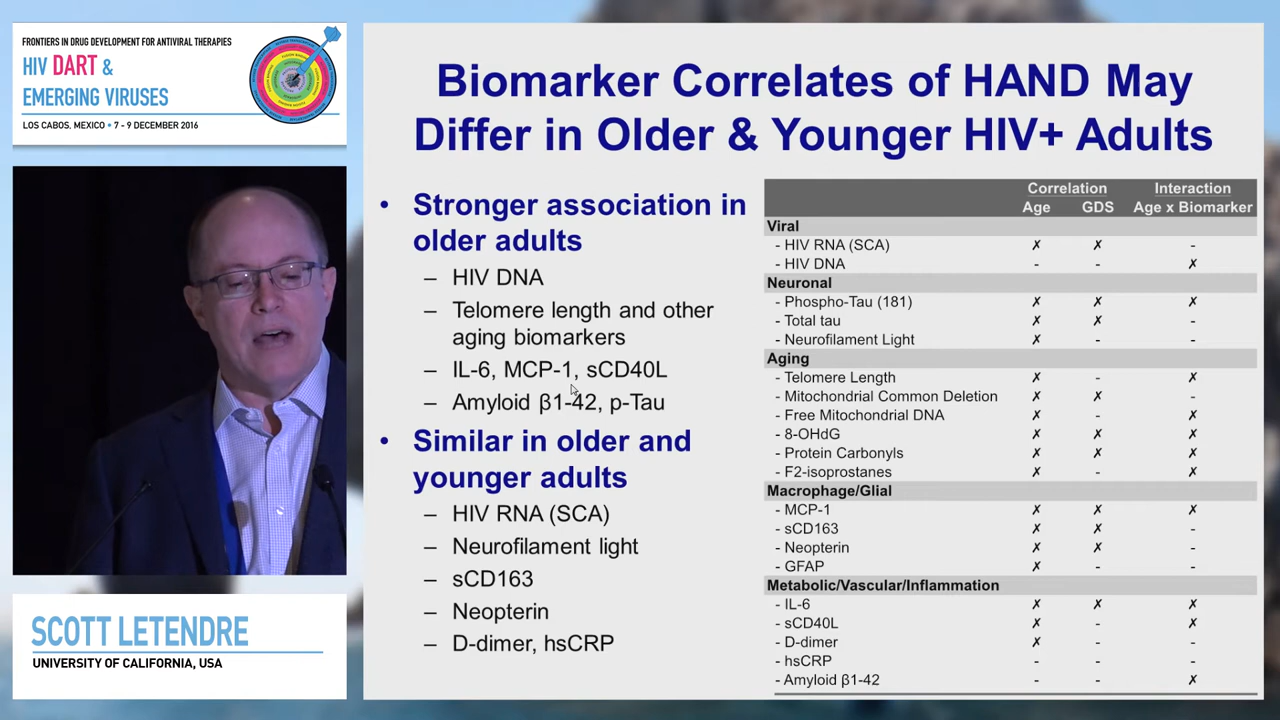 FRONTIERS IN DRUG DEVELOPMENT FOR ANTIVIRAL THERAPIES
HIV DART &
EMERGING VIRUSES
LOS CABOS, MEXICO • 7 - 9 DECEMBER 2016
SCOTT LETENDRE
UNIVERSITY OF CALIFORNIA, USA
Biomarker Correlates of HAND May
Differ in Older & Younger HIV+ Adults
• Stronger association in
older adults
– HIV DNA
– Telomere length and other
aging biomarkers
– IL-6, MCP-1, sCD40L
– Amyloid β1-42, p-Tau
• Similar in older and
younger adults
– HIV RNA (SCA)
– Neurofilament light
– sCD163
– Neopterin
– D-dimer, hsCRP
Correlation Interaction
Age GDS Age x Biomarker
Viral
- HIV RNA (SCA) ✗ ✗ -
- HIV DNA - - ✗
Neuronal
- Phospho-Tau (181) ✗ ✗ ✗
- Total tau ✗ ✗ -
- Neurofilament Light ✗ - -
Aging
- Telomere Length ✗ - ✗
- Mitochondrial Common Deletion ✗ ✗ -
- Free Mitochondrial DNA ✗ - ✗
- 8-OHdG ✗ ✗ ✗
- Protein Carbonyls ✗ ✗ ✗
- F2-isoprostanes ✗ - ✗
Macrophage/Glial
- MCP-1 ✗ ✗ ✗
- sCD163 ✗ ✗ -
- Neopterin ✗ ✗ -
- GFAP ✗ - -
Metabolic/Vascular/Inflammation
- IL-6 ✗ ✗ ✗
- sCD40L ✗ - ✗
- D-dimer ✗ - -
- hsCRP - - -
- Amyloid β1-42 - - ✗